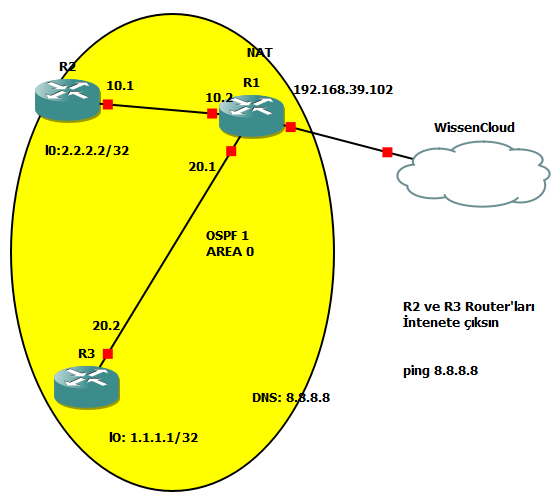 NAT
R2
R1
10.1
10.2
192.168.39.102
WissenCloud
l0:2.2.2.2/32
20.1
OSPF 1
AREA 0
R2 ve R3 Router'ları
İntenete çıksın
20.2
R3
ping 8.8.8.8
DNS: 8.8.8.8
lO: 1.1.1.1/32